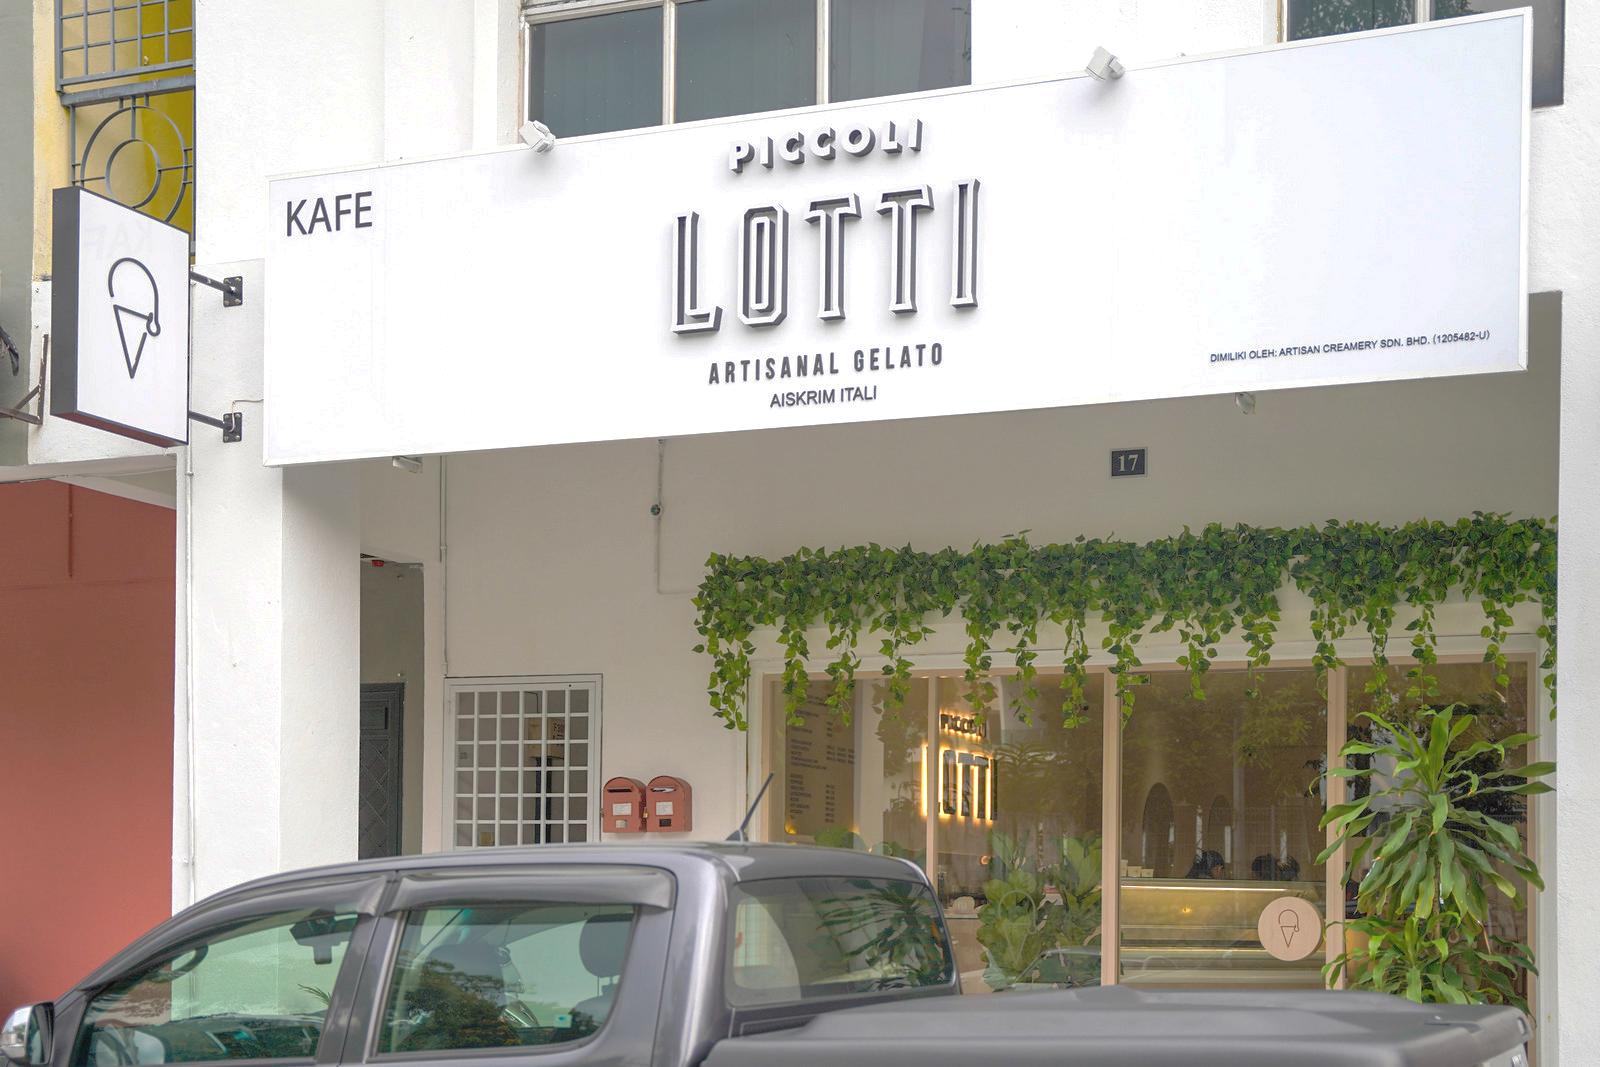 KAFE
PICCOLI
LOTTI
ARTISANAL GELATO
AISKRIM ITALI
DIMILIKI OLEH: ARTISAN CREAMERY SDN. BHD. (1205482-U)
17
PICCOLI
LOTTI